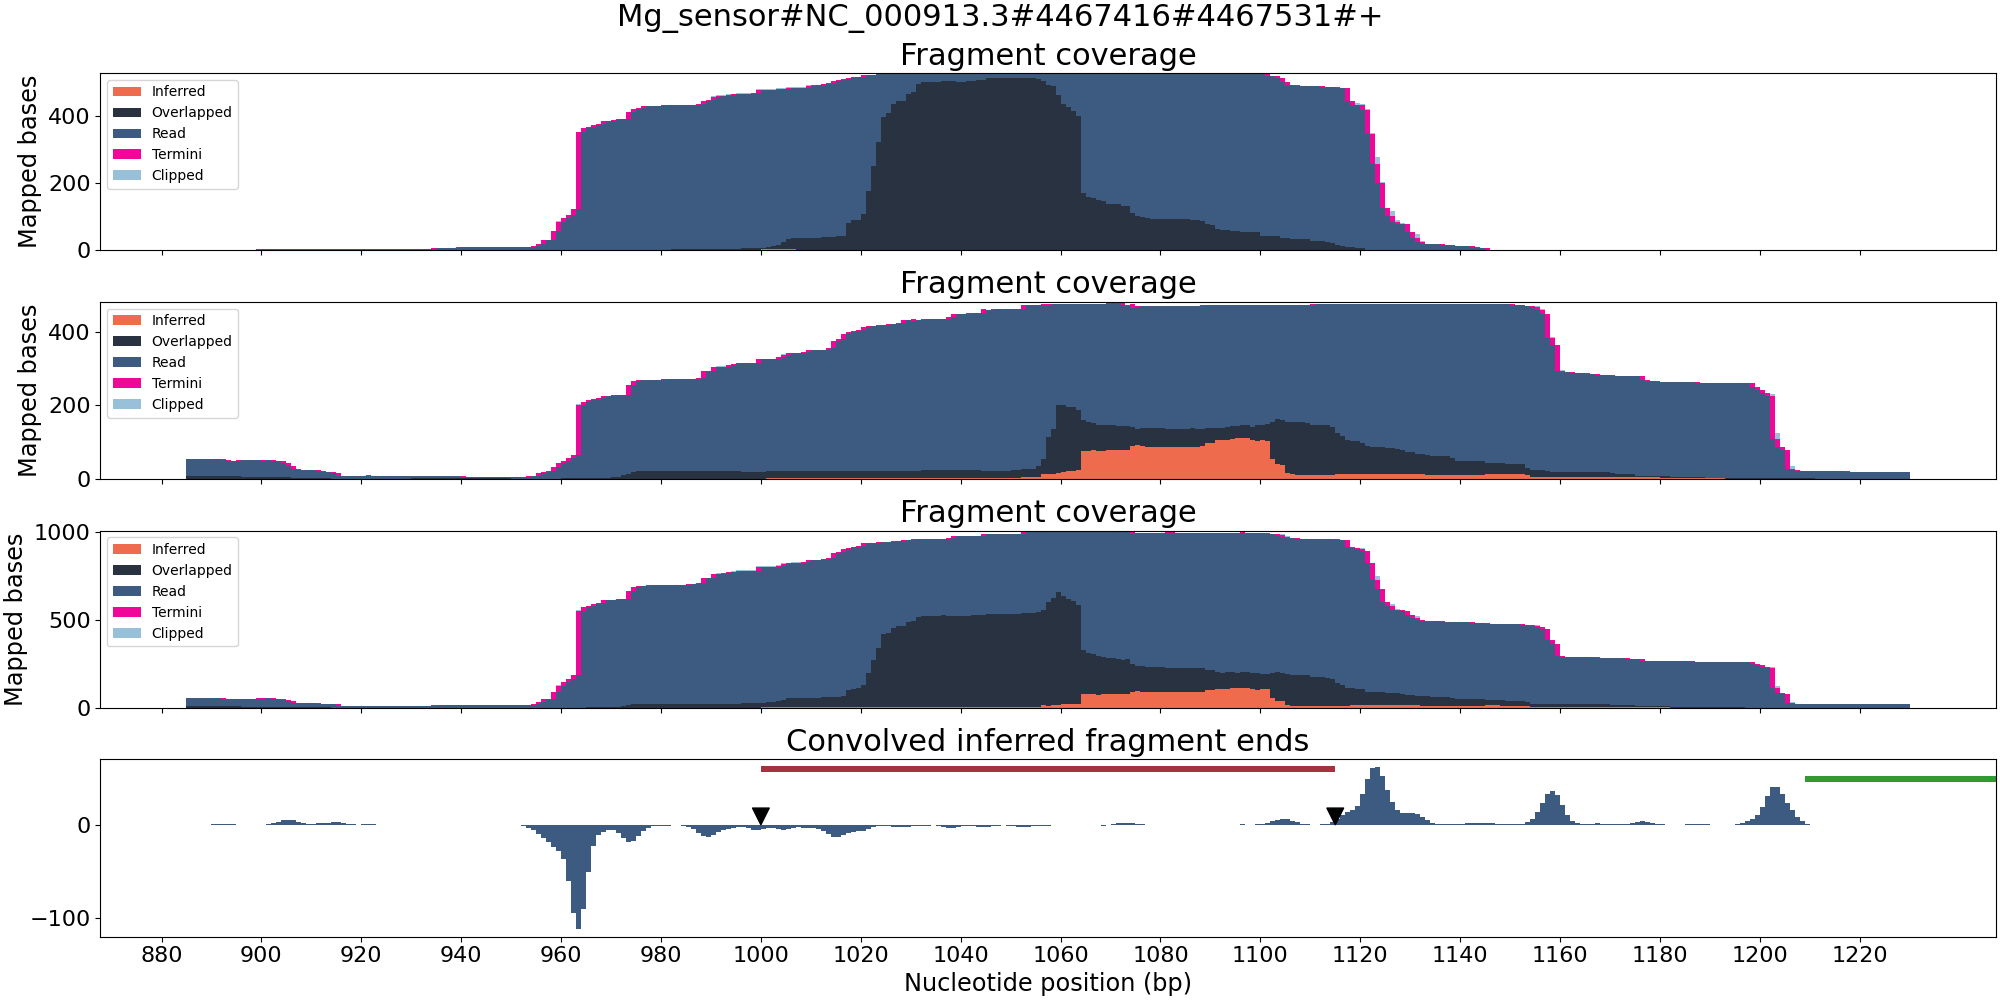 Mg_sensor#NC_000913.3#4467416#4467531#+
Fragment coverage
Mapped bases
400
200
0
Inferred
Overlapped
Read
Termini
Clipped
Fragment coverage
Mapped bases
400
200
0
Inferred
Overlapped
Read
Termini
Clipped
Fragment coverage
Mapped bases
1000
500
0
Inferred
Overlapped
Read
Termini
Clipped
Convolved inferred fragment ends
0
−100
880 900 920 940 960 980 1000 1020 1040 1060 1080 1100 1120 1140 1160 1180 1200 1220
Nucleotide position (bp)